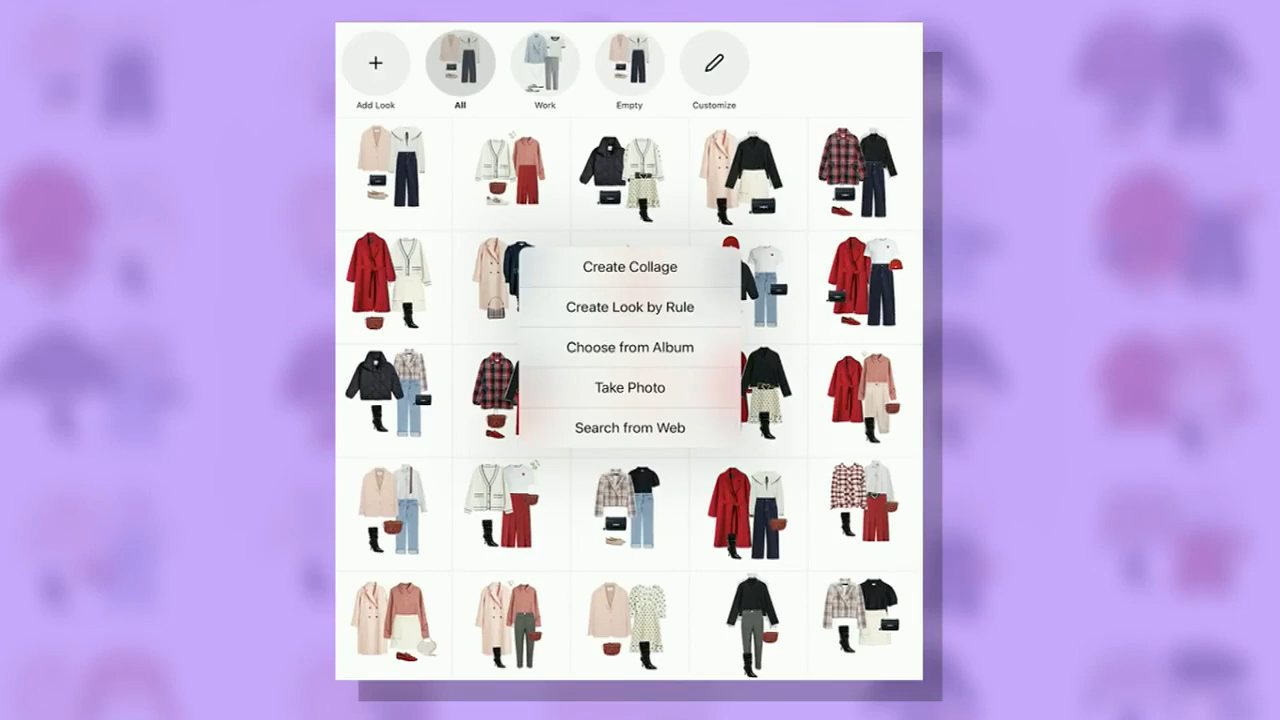 Add Look
All
Work
Empty
Customize
Create Collage
Create Look by Rule
Choose from Album
Take Photo
Search from Web